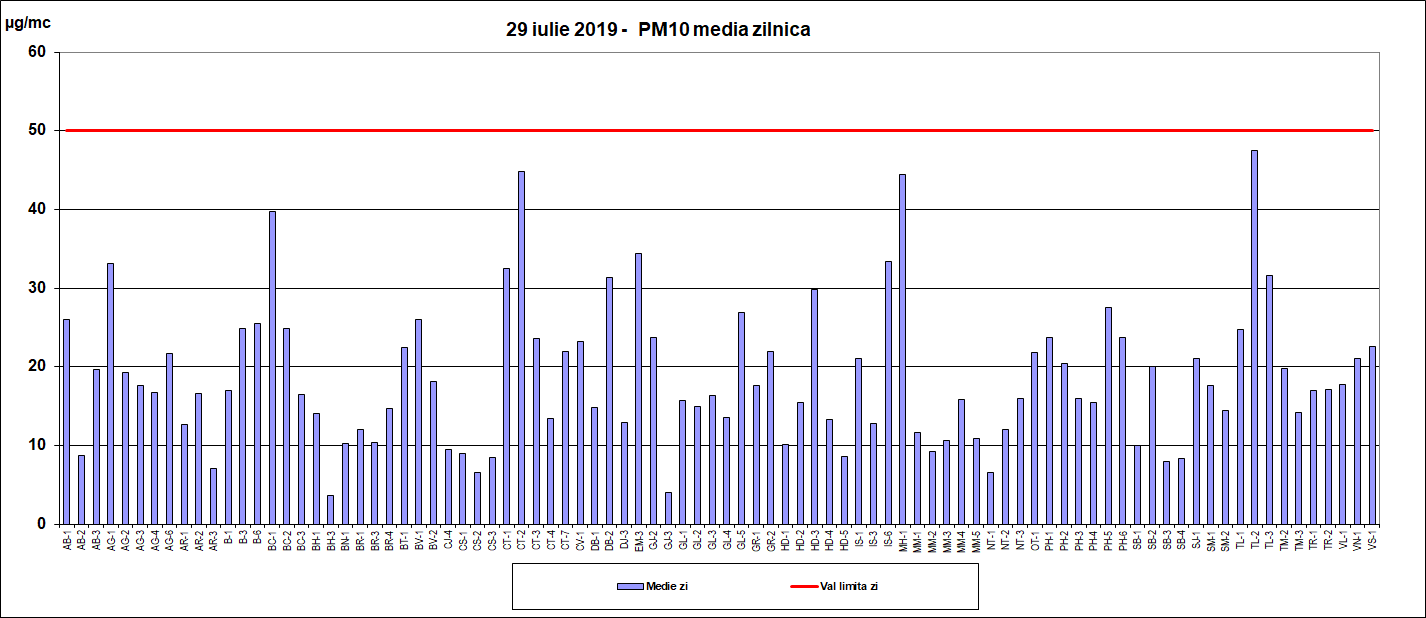 µg/mc
29 iulie 2019 - PM10 media zilnica
60
50
40
30
20
10
0
AB-1 AB-2 AB-3 AG-1 AG-2 AG-3 AG-4 AG-6 AR-1 AR-2 AR-3 B-1 B-3 B-6 BC-1 BC-2 BC-3 BH-1 BH-3 BN-1 BR-1 BR-3 BR-4 BT-1 BV-1 BV-2 CJ-4 CS-1 CS-2 CS-3 CT-1 CT-2 CT-3 CT-4 CT-7 CV-1 DB-1 DB-2 DJ-3 EM-3 GJ-2 GJ-3 GL-1 GL-2 GL-3 GL-4 GL-5 GR-1 GR-2 HD-1 HD-2 HD-3 HD-4 HD-5 IS-1 IS-3 IS-6 MH-1 MM-1 MM-2 MM-3 MM-4 MM-5 NT-1 NT-2 NT-3 OT-1 PH-1 PH-2 PH-3 PH-4 PH-5 PH-6 SB-1 SB-2 SB-3 SB-4 SJ-1 SM-1 SM-2 TL-1 TL-2 TL-3 TM-2 TM-3 TR-1 TR-2 VL-1 VN-1 VS-1
Medie zi Val limita zi